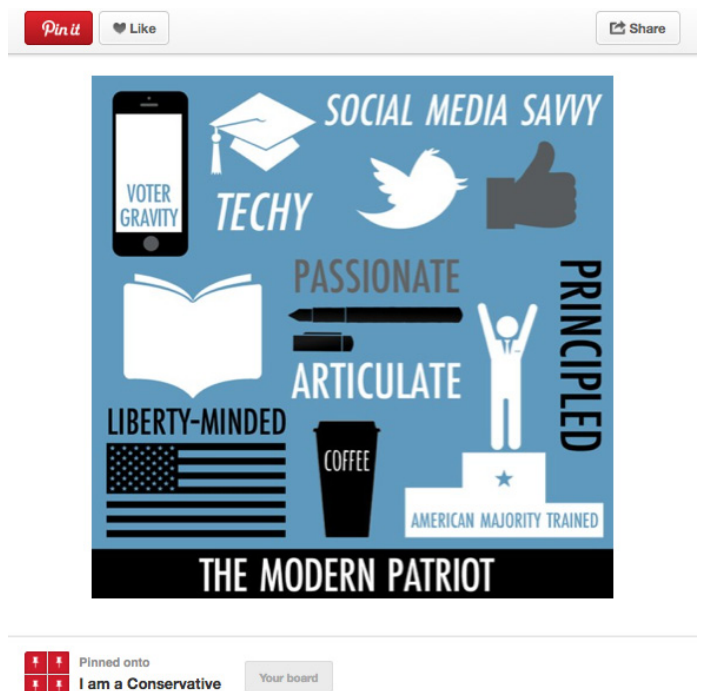 Pin it
Like
Share
SOCIAL MEDIA SAVVY
VOTER
GRAVITY
TECHY
PASSIONATE
PRINCIPLED
ARTICULATE
LIBERTY-MINDED
COFFEE
AMERICAN MAJORITY TRAINED
THE MODERN PATRIOT
Pinned onto
I am a Conservative
Your board